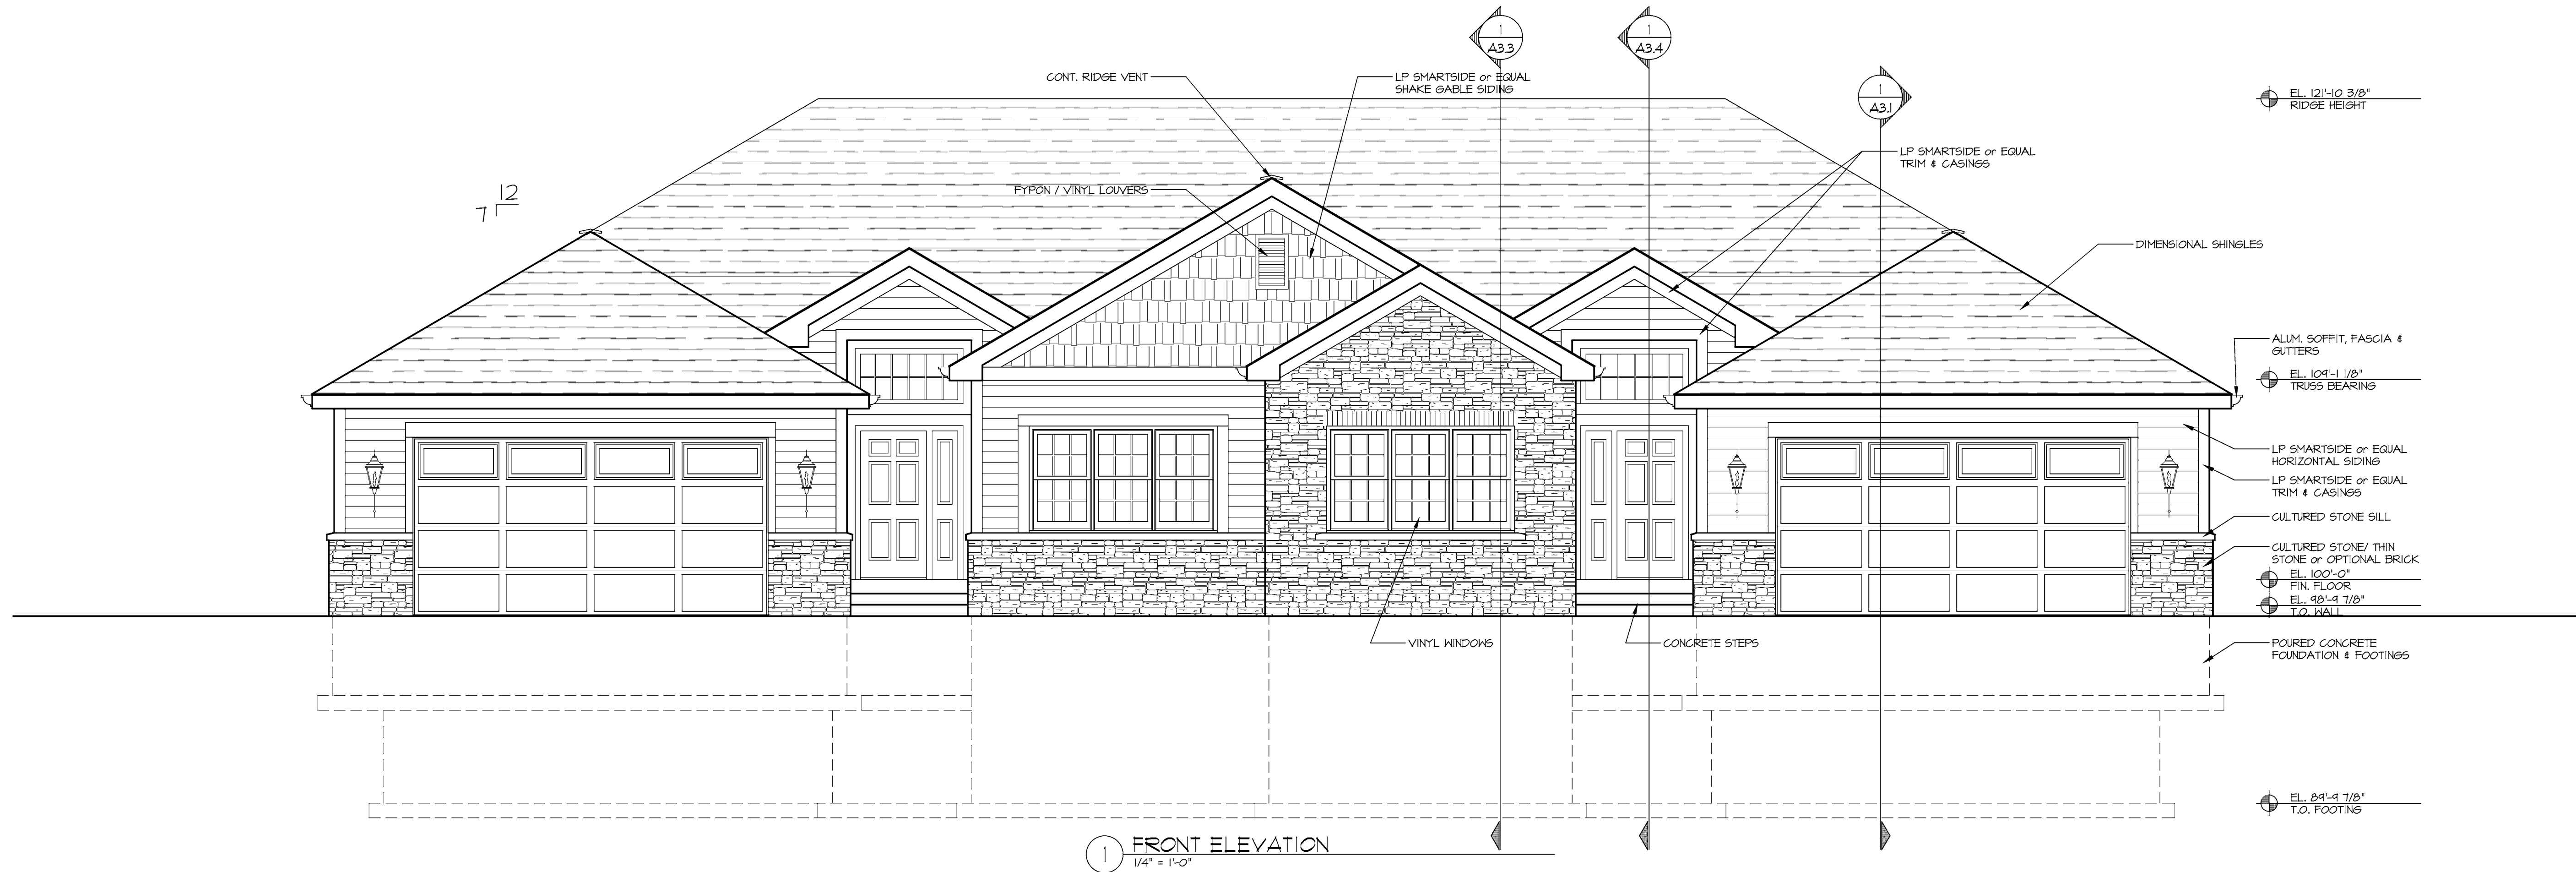 1
A3.3
1
A3.4
1
A3.1
CONT. RIDGE VENT
LP SMARTSIDE or EQUAL
SHAKE GABLE SIDING
EL. 121'-10 3/8"
RIDGE HEIGHT
LP SMARTSIDE or EQUAL
TRIM & CASINGS
FYPON / VINYL LOUVERS
12
7
DIMENSIONAL SHINGLES
ALUM. SOFFIT, FASCIA &
GUTTERS
EL. 109'-1 1/8"
TRUSS BEARING
LP SMARTSIDE or EQUAL
HORIZONTAL SIDING
LP SMARTSIDE or EQUAL
TRIM & CASINGS
CULTURED STONE SILL
CULTURED STONE/ THIN
STONE or OPTIONAL BRICK
EL. 100'-0"
FIN. FLOOR
EL. 98'-9 7/8"
T.O. WALL
VINYL WINDOWS
CONCRETE STEPS
POURED CONCRETE
FOUNDATION & FOOTINGS
EL. 89'-9 7/8"
T.O. FOOTING
1
FRONT ELEVATION
1/4" = 1'-0"